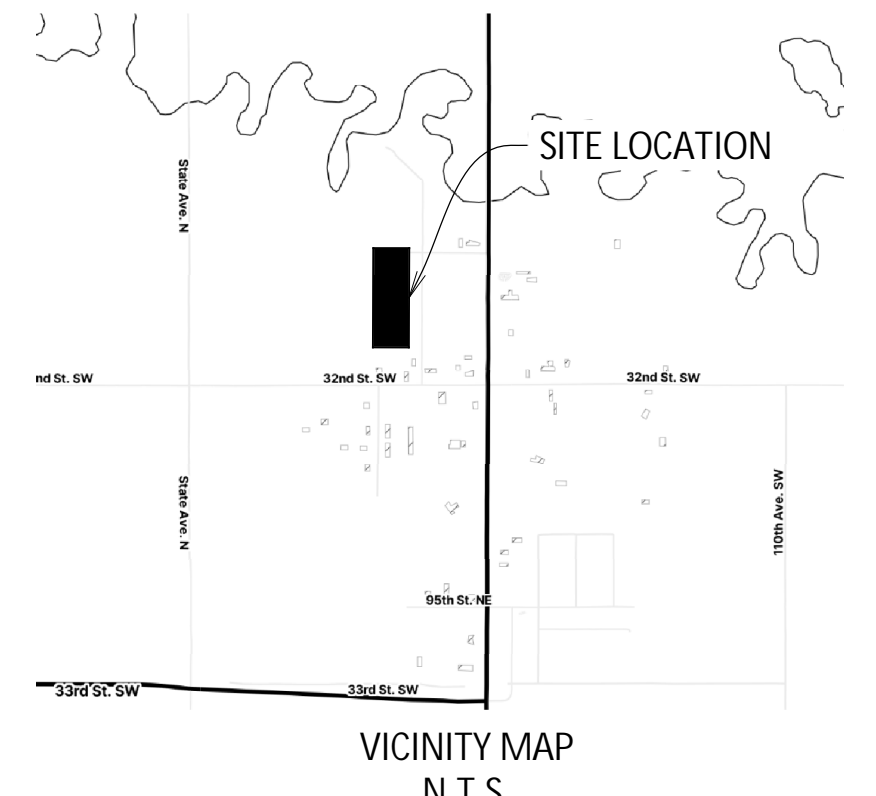 SITE LOCATION
State Ave. N
nd St. SW
32nd St. SW
32nd St. SW
State Ave. N
110th Ave. SW
95th St. NE
33rd St. SW
33rd St. SW
VICINITY MAP
N.T.S.